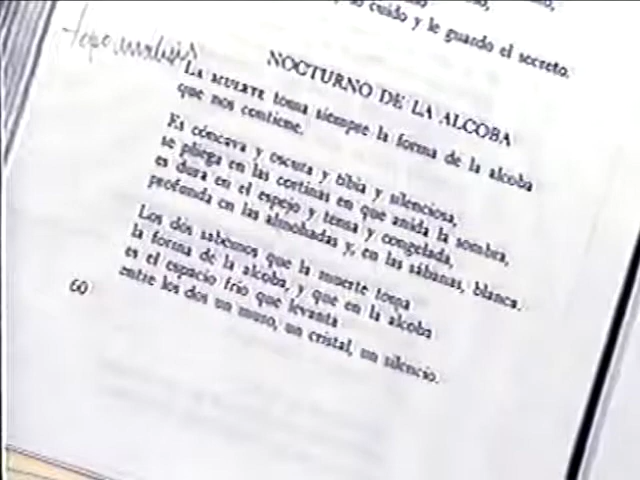 cuido y le guardo el secreto.
topoanálisis
NOCTURNO DE LA ALCOBA
LA MUERTE toma siempre la forma de la alcoba
que nos contiene.
Es cóncava y oscura y tibia y silenciosa,
se pliega en las cortinas en que anida la sombra,
es dura en el espejo y tensa y congelada,
profunda en las almohadas y, en las sábanas, blanca.
Los dos sabemos que la muerte toma
la forma de la alcoba, y que en la alcoba
es el espacio frío que levanta
entre los dos un muro, un cristal, un silencio.
60